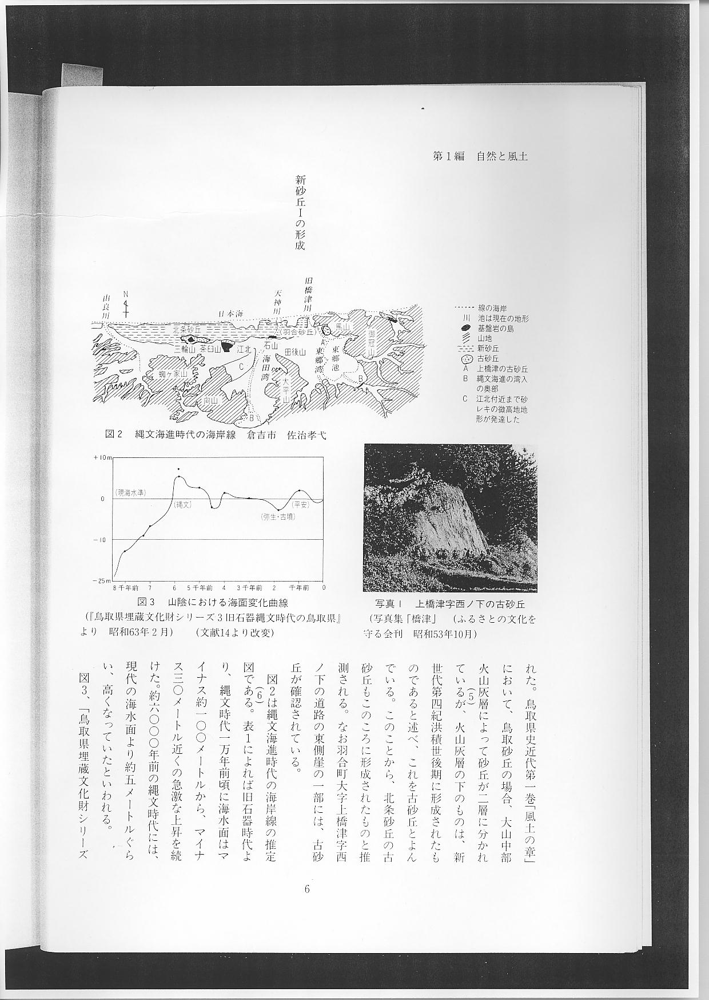 第1編　自然と風土
新砂丘Ⅰの形成
旧橋津川
天神川
由良川
N
日本海
北条砂丘
(羽合砂丘)
馬山
御冠山
A
三輪山
茶臼山
江北
石山
田後山
東郷湾
東郷池
海田湾
C
蜘ヶ家山
大平山
向山
B
B
‥‥‥線の海岸
川　池は現在の地形
基盤岩の島
山地
新砂丘
古砂丘
A　上橋津の古砂丘
B　縄文海進の湾入
の奥部
C　江北付近まで砂
レキの微高地地
形が発達した
図2　縄文海進時代の海岸線　倉吉市　佐治孝弌
+10m
(現海水準)
0
(縄文)
(平安)
(弥生・古墳)
-10
-25m
8千年前　7　6　5千年前　4　3千年前　2　千年前　0
図3　山陰における海面変化曲線
(『鳥取県埋蔵文化財シリーズ3旧石器縄文時代の鳥取県』
より　昭和63年2月)　(文献14より改変)
写真1　上橋津字西ノ下の古砂丘
(写真集「橋津」　(ふるさとの文化を
守る会刊　昭和53年10月)
れた。鳥取県史近代第一巻「風土の章」
において、鳥取砂丘の場合、大山中部
火山灰層によって砂丘が二層に分かれ
(5)
ているが、火山灰層の下のものは、新
世代第四紀洪積世後期に形成されたも
のであると述べ、これを古砂丘とよん
でいる。このことから、北条砂丘の古
砂丘もこのころに形成されたものと推
測される。なお羽合町大字上橋津字西
ノ下の道路の東側崖の一部には、古砂
丘が確認されている。
図2は縄文海進時代の海岸線の推定
(6)
図である。表1によれば旧石器時代よ
り、縄文時代一万年前頃に海水面はマ
イナス約一〇〇メートルから、マイナ
ス三〇メートル近くの急激な上昇を続
けた。約六〇〇〇年前の縄文時代には、
現代の海水面より約五メートルぐら
い、高くなっていたといわれる。
図3、「鳥取県埋蔵文化財シリーズ
6